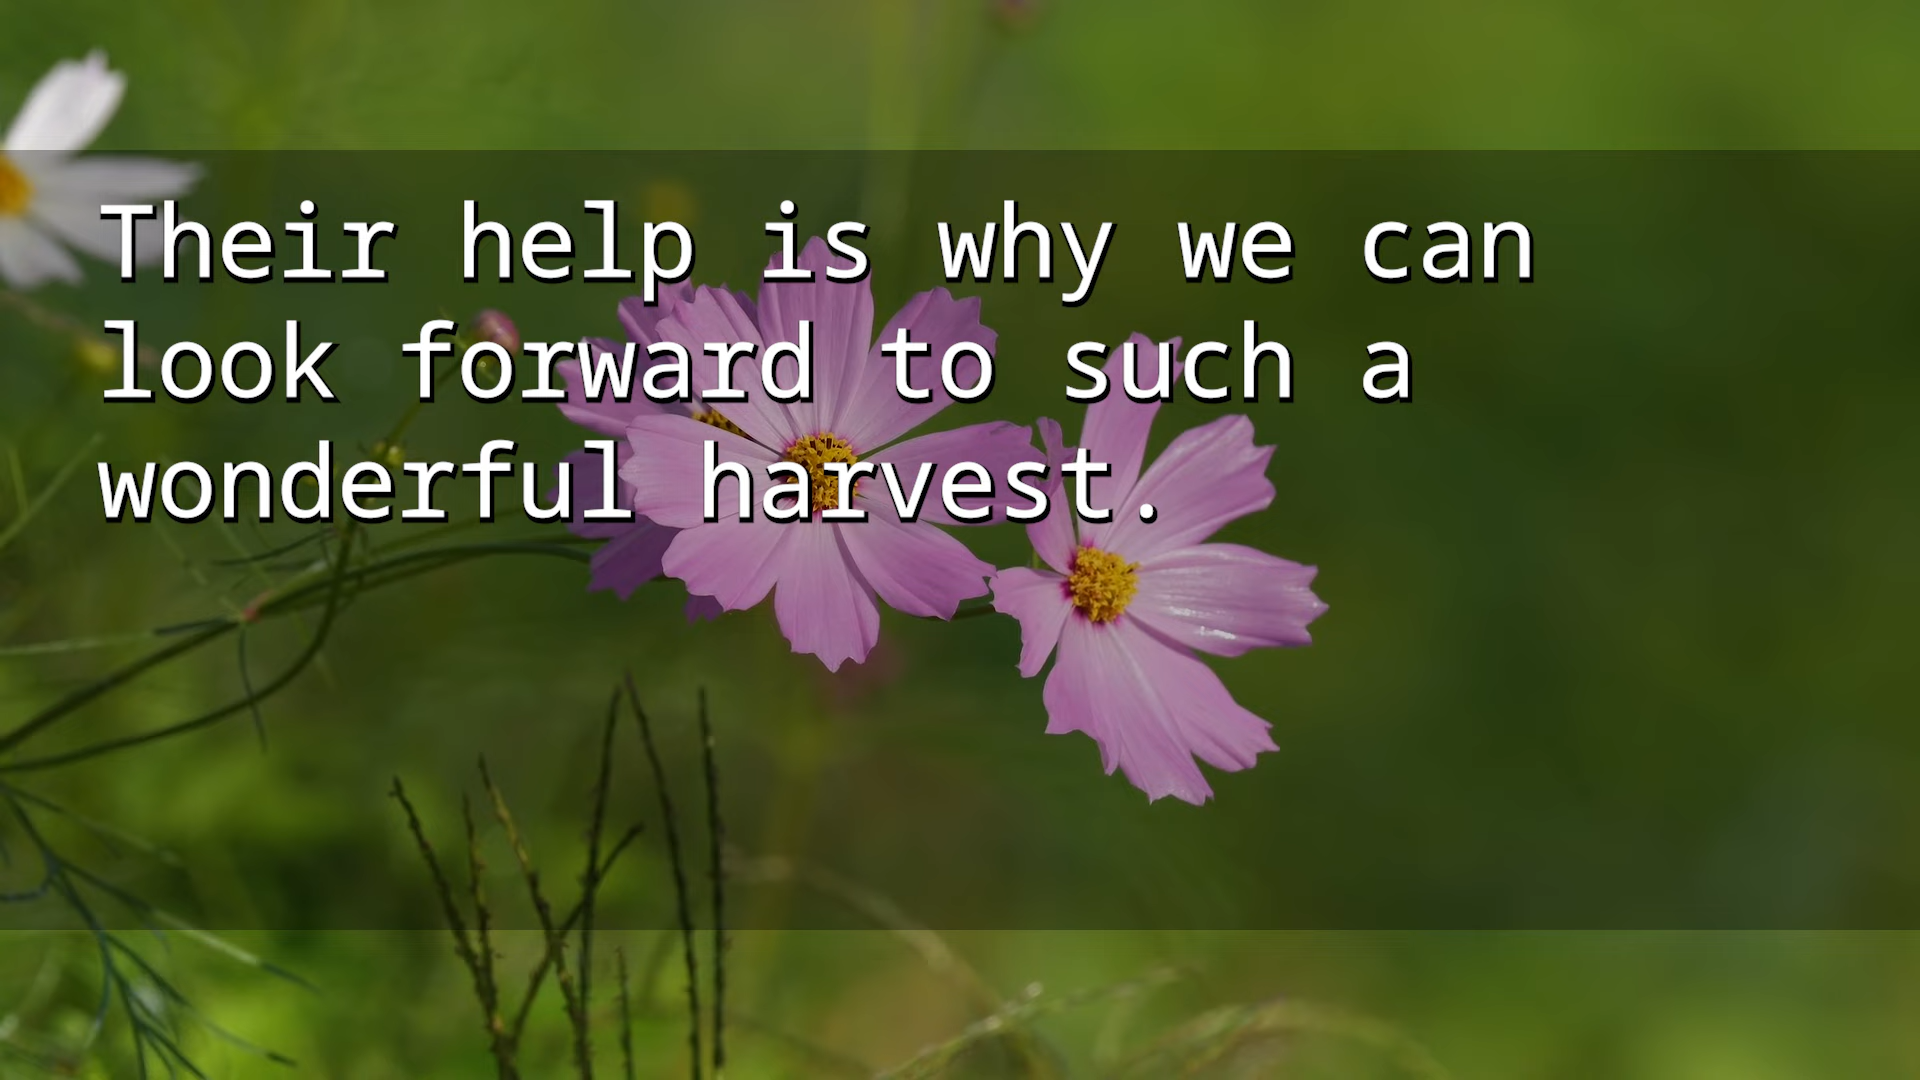 Their help is why we can
look forward to such a
wonderful harvest.